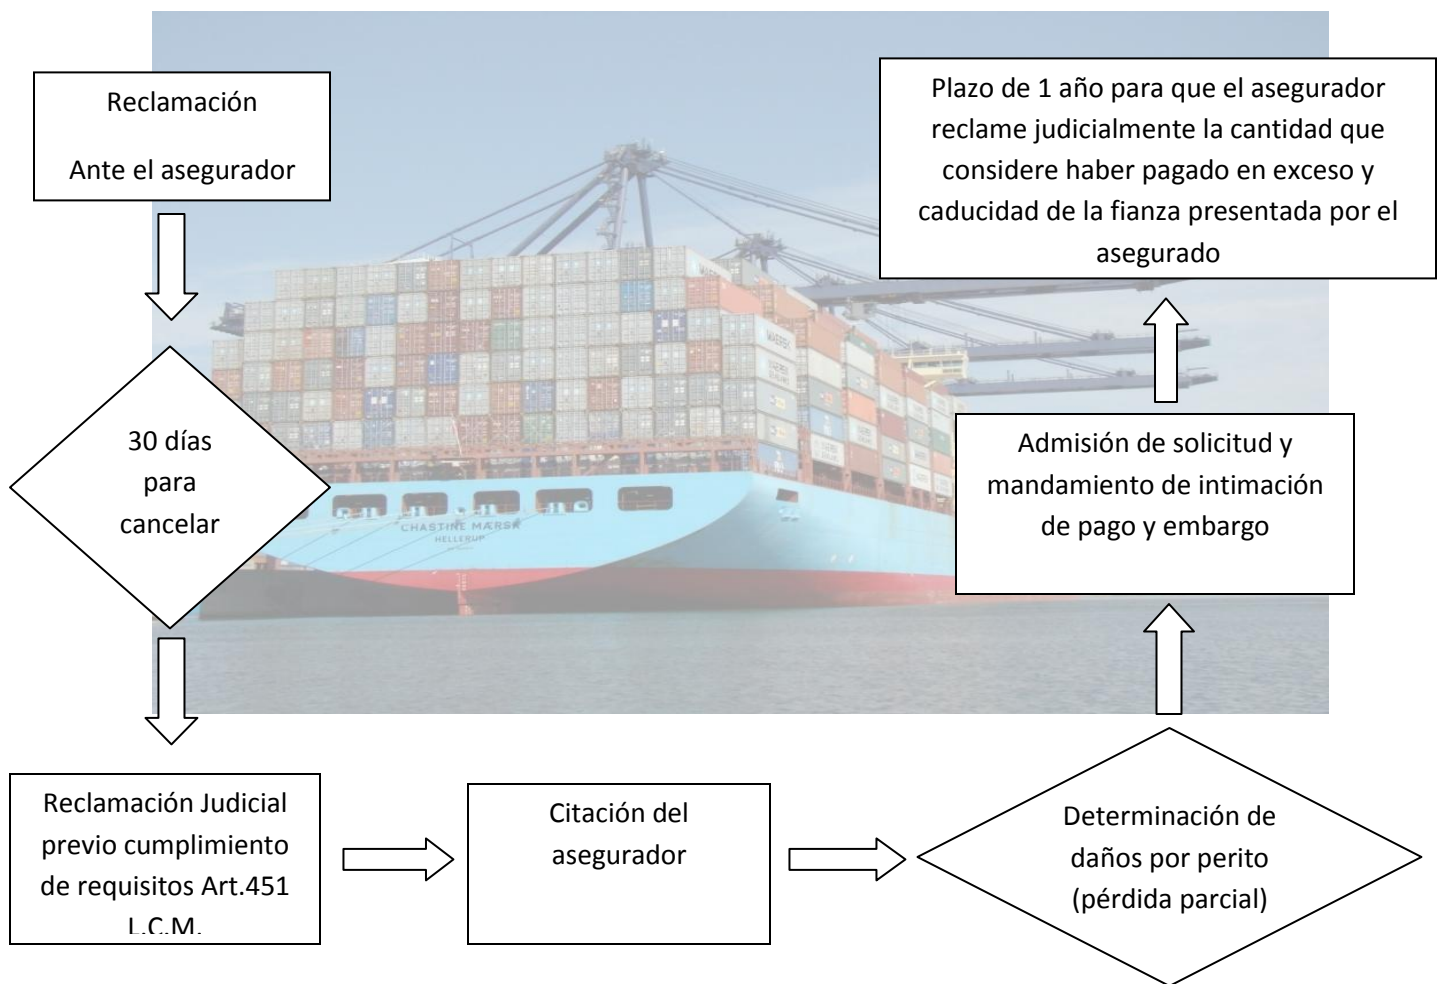 Reclamación
Ante el asegurador
30 días
para
cancelar
Reclamación Judicial
previo cumplimiento
de requisitos Art.451
L.C.M.
Citación del
asegurador
Determinación de
daños por perito
(pérdida parcial)
Admisión de solicitud y
mandamiento de intimación
de pago y embargo
Plazo de 1 año para que el asegurador
reclame judicialmente la cantidad que
considere haber pagado en exceso y
caducidad de la fianza presentada por el
asegurado
CHASTINE MÆRSK
HELLERUP
MAERSK